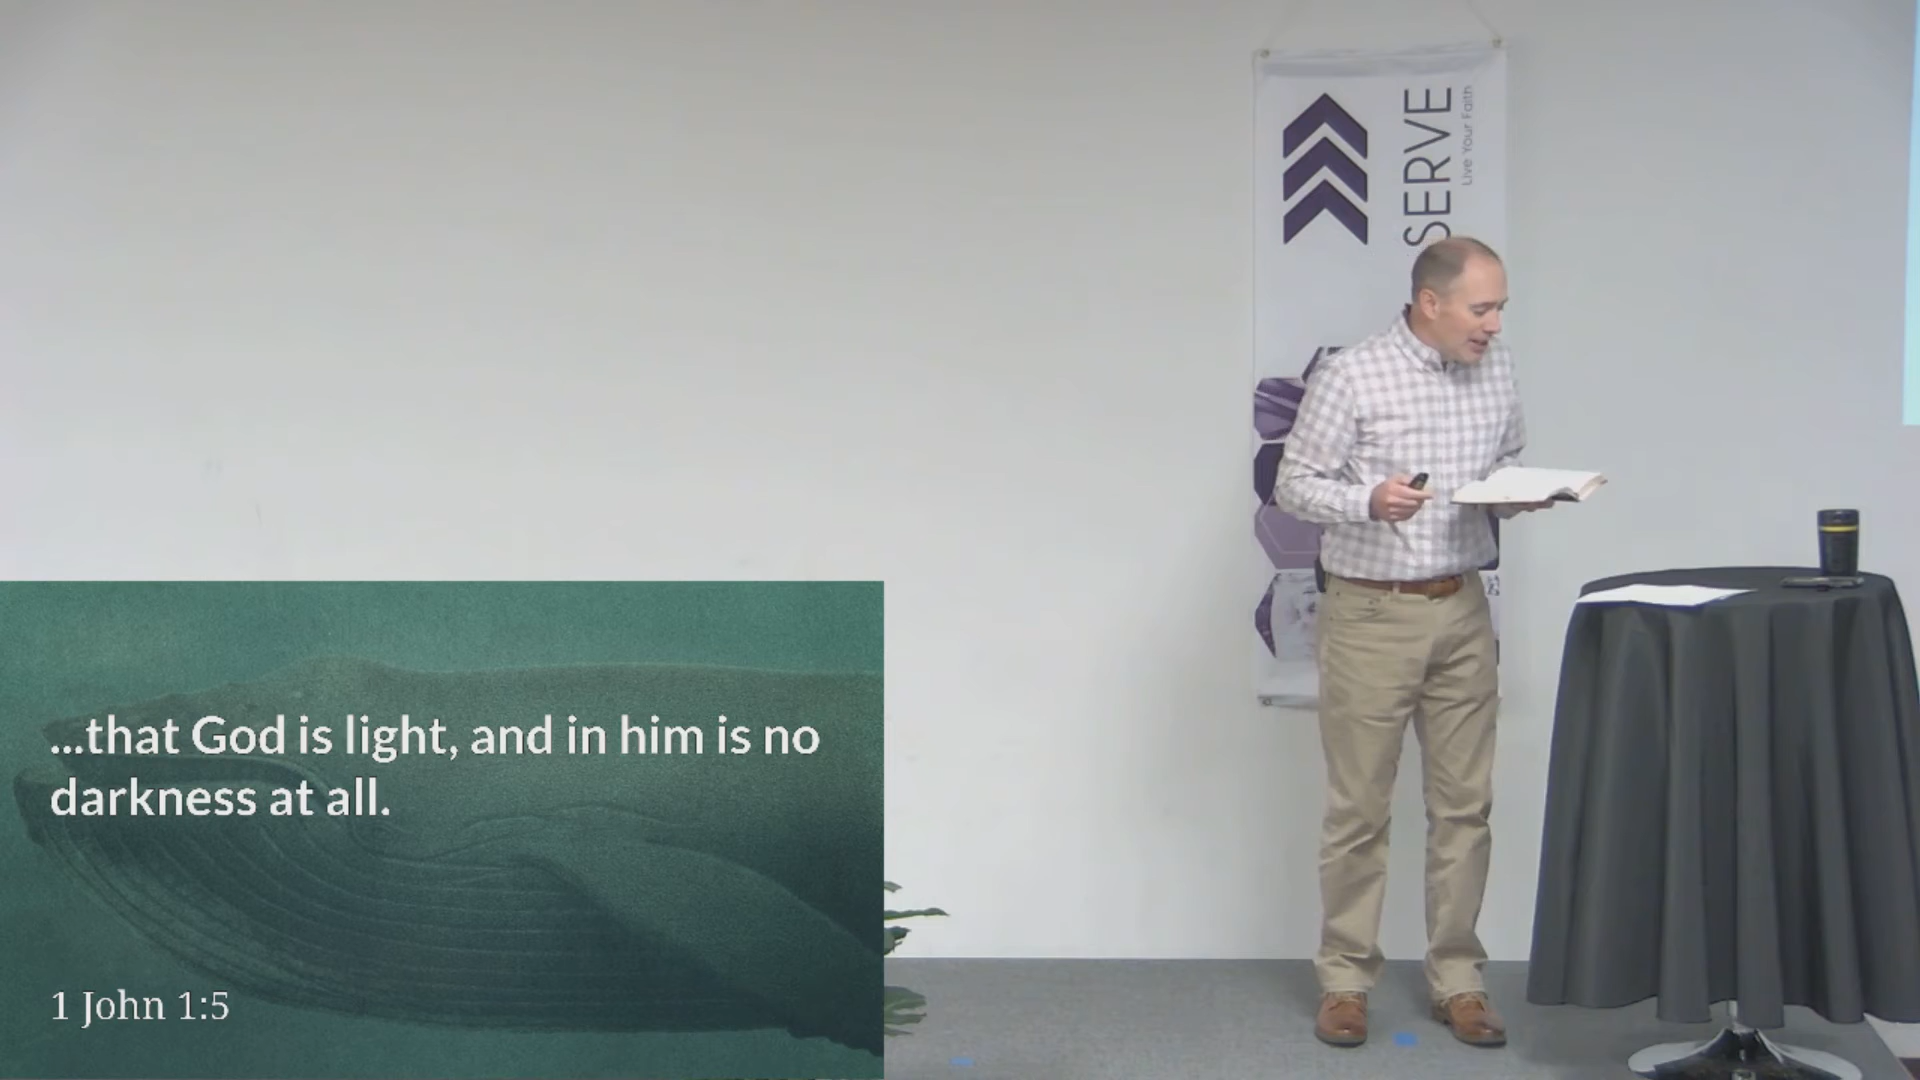 SERVE
Live Your Faith
...that God is light, and in him is no
darkness at all.
1 John 1:5